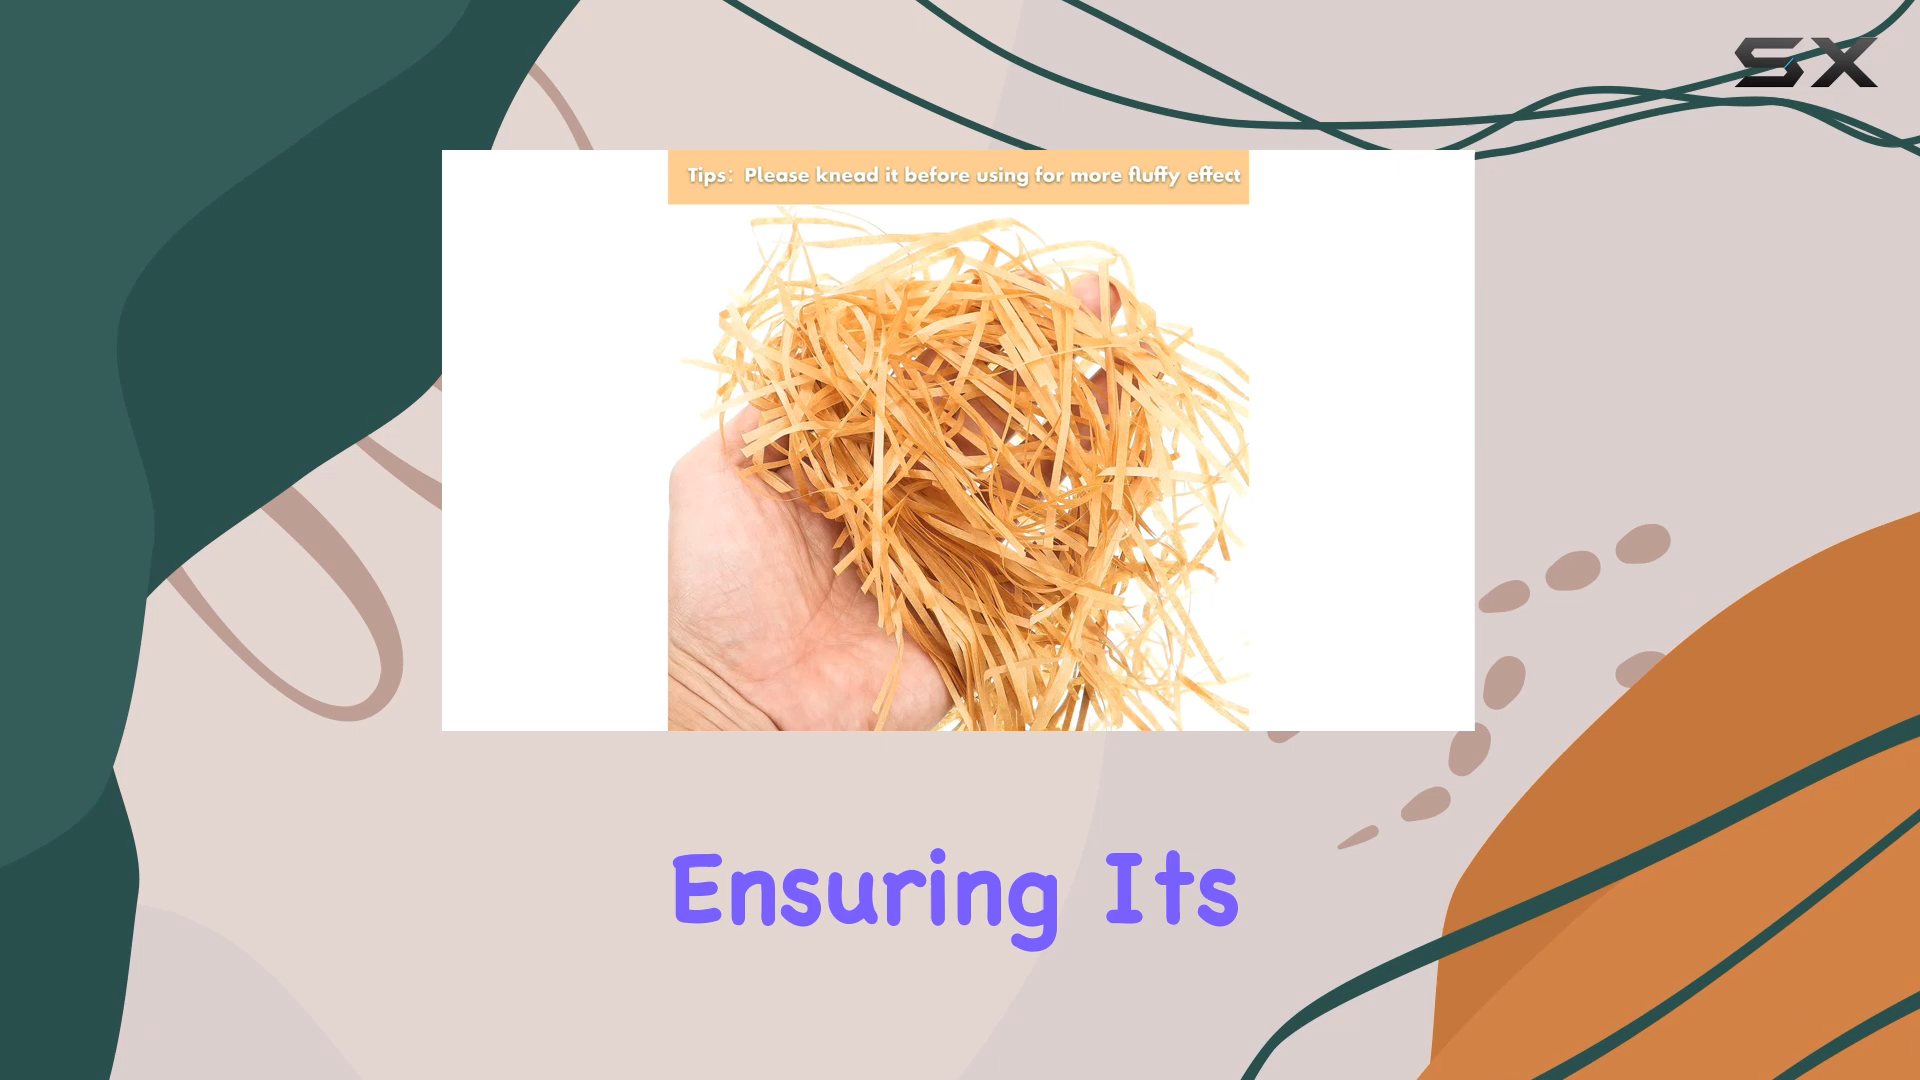 SX
Tips: Please knead it before using for more fluffy effect
Ensuring Its